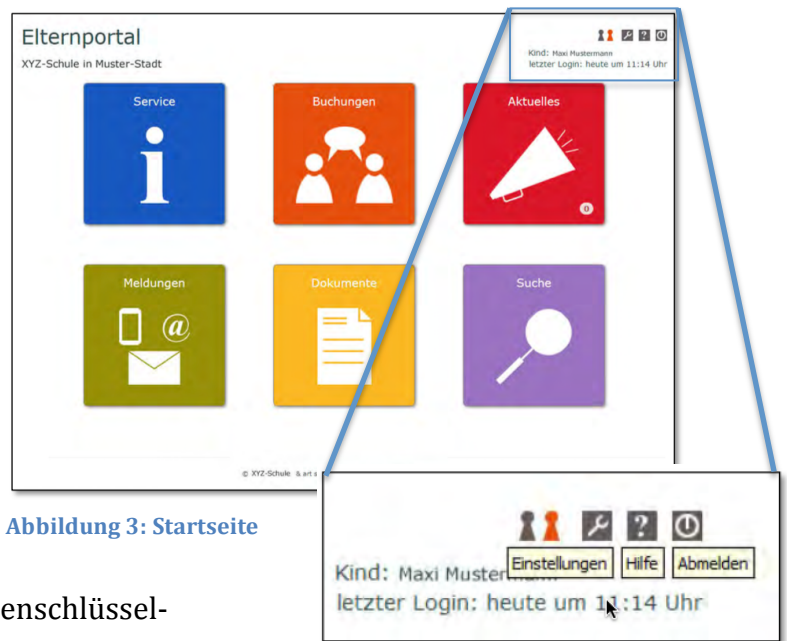 Elternportal
XYZ-Schule in Muster-Stadt
Kind: Maxi Mustermann
letzter Login: heute um 11:14 Uhr
Service
Buchungen
Aktuelles
0
Meldungen
@
Dokumente
Suche
© XYZ-Schule & art
Abbildung 3: Startseite
?
Einstellungen
Hilfe
Abmelden
Kind: Maxi Muster
letzter Login: heute um 11:14 Uhr
enschlüssel-